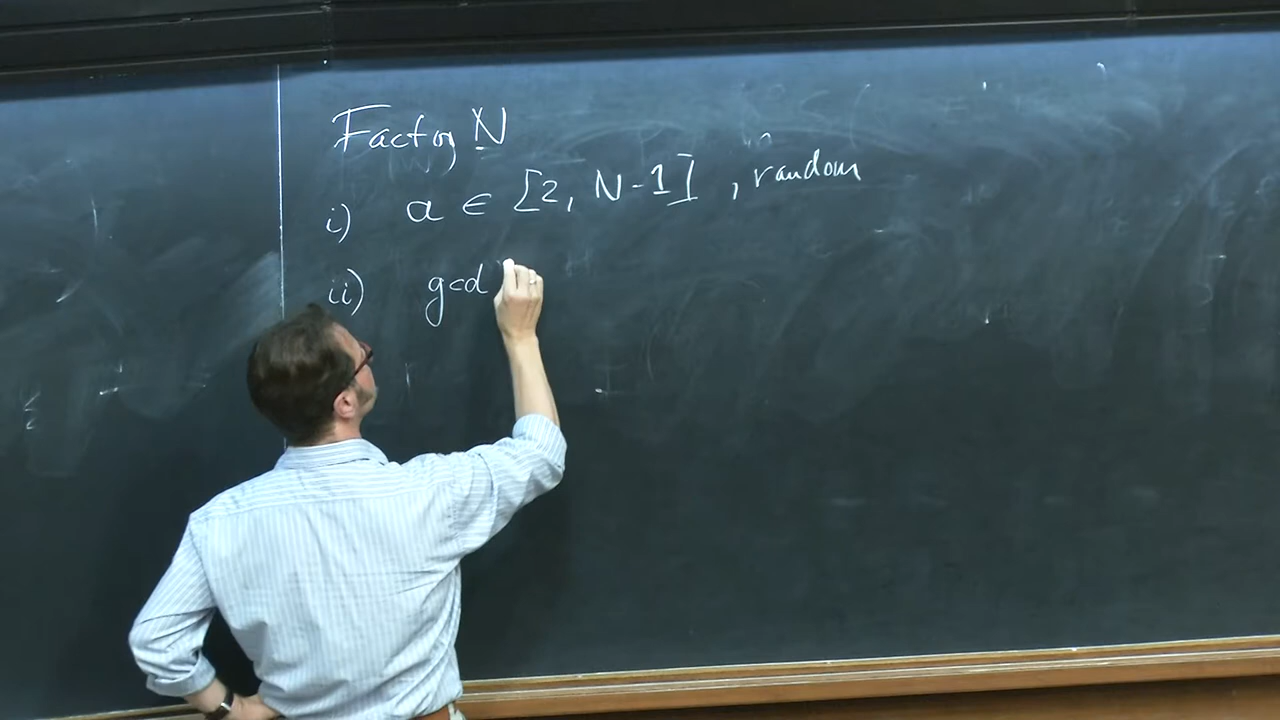 Factor N
i) a ∈ [2, N-1] , random
ii) gcd